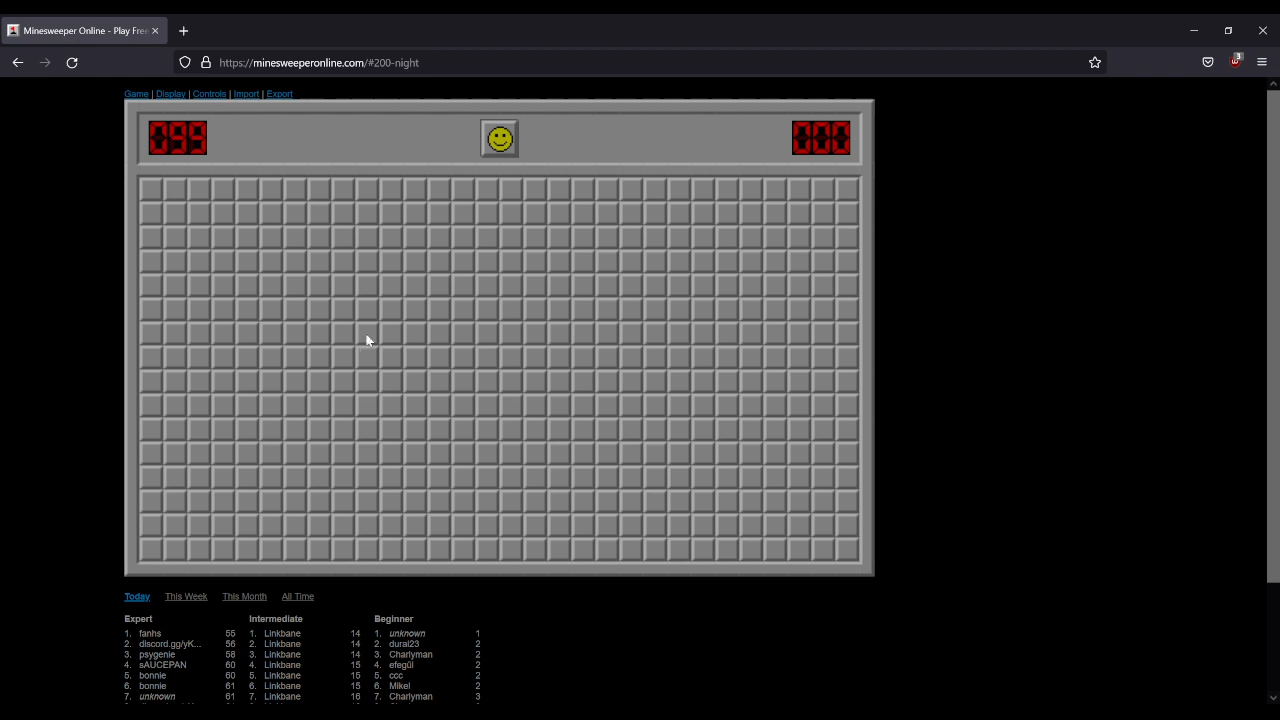 Minesweeper Online - Play Free
https://minesweeperonline.com/#200-night
3
Game | Display | Controls | Import | Export
099 000
Today This Week This Month All Time
Expert Intermediate Beginner
1. fanhs 55 1. Linkbane 14 1. unknown 1
2. discord.gg/yK... 56 2. Linkbane 14 2. dural23 2
3. psygenie 58 3. Linkbane 14 3. Charlyman 2
4. sAUCEPAN 60 4. Linkbane 15 4. efegül 2
5. bonnie 60 5. Linkbane 15 5. ccc 2
6. bonnie 61 6. Linkbane 15 6. Mikel 2
7. unknown 61 7. Linkbane 16 7. Charlyman 3